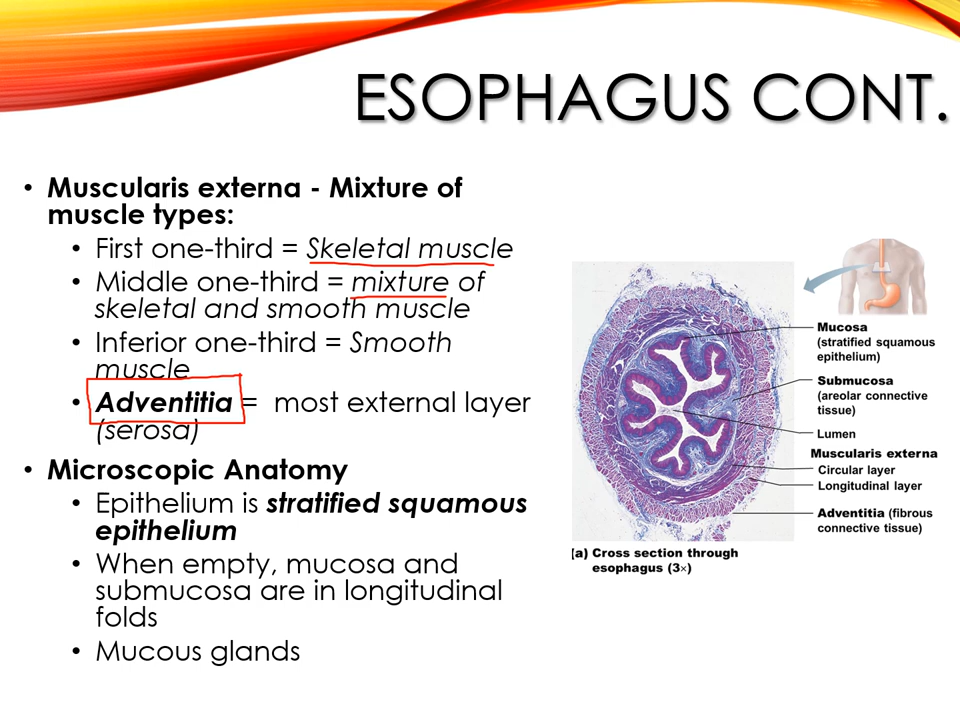 ESOPHAGUS CONT.
• Muscularis externa - Mixture of
muscle types:
• First one-third = Skeletal muscle
• Middle one-third = mixture of
skeletal and smooth muscle
• Inferior one-third = Smooth
muscle
• Adventitia = most external layer
(serosa)
• Microscopic Anatomy
• Epithelium is stratified squamous
epithelium
• When empty, mucosa and
submucosa are in longitudinal
folds
• Mucous glands
Mucosa
(stratified squamous
epithelium)
Submucosa
(areolar connective
tissue)
Lumen
Muscularis externa
Circular layer
Longitudinal layer
Adventitia (fibrous
connective tissue)
(a) Cross section through
esophagus (3×)